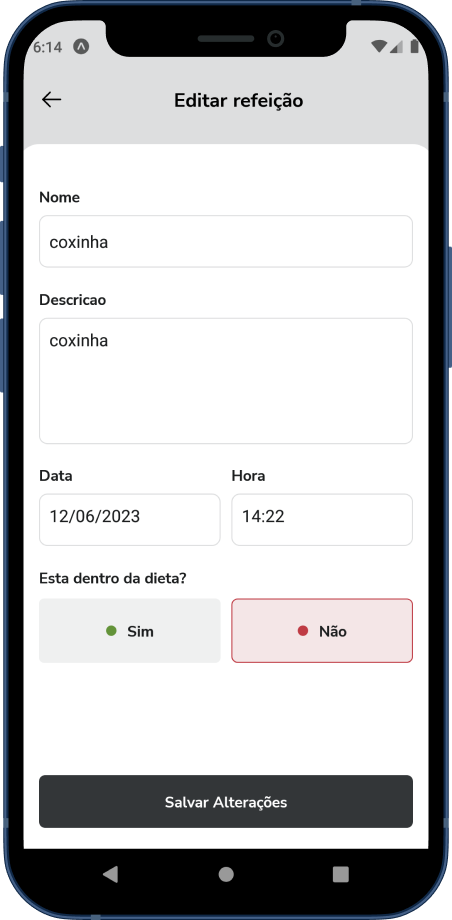 6:14
Editar refeição
Nome
coxinha
Descricao
coxinha
Data Hora
12/06/2023 14:22
Esta dentro da dieta?
Sim Não
Salvar Alterações